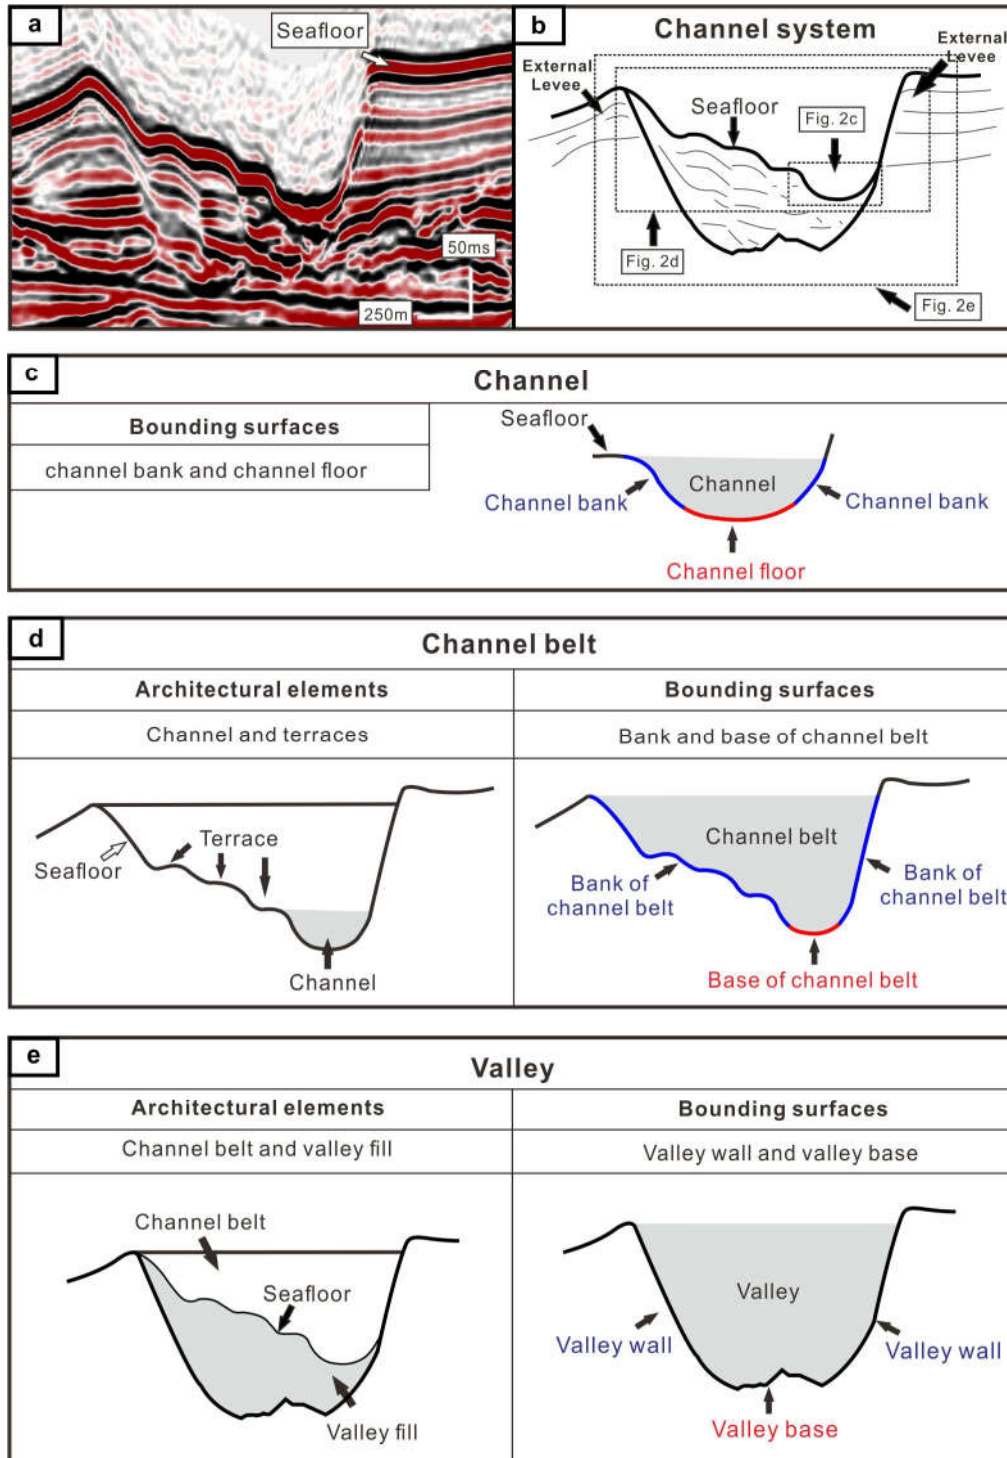 a
Seafloor
50ms
250m
b
Channel system
External
Levee
External
Levee
Seafloor
Fig. 2c
Fig. 2d
Fig. 2e
c
Channel
Bounding surfaces
channel bank and channel floor
Seafloor
Channel
Channel bank
Channel bank
Channel floor
d
Channel belt
Architectural elements
Bounding surfaces
Channel and terraces
Bank and base of channel belt
Terrace
Seafloor
Channel
Channel belt
Bank of
channel belt
Bank of
channel belt
Base of channel belt
e
Valley
Architectural elements
Bounding surfaces
Channel belt and valley fill
Valley wall and valley base
Channel belt
Seafloor
Valley fill
Valley
Valley wall
Valley wall
Valley base